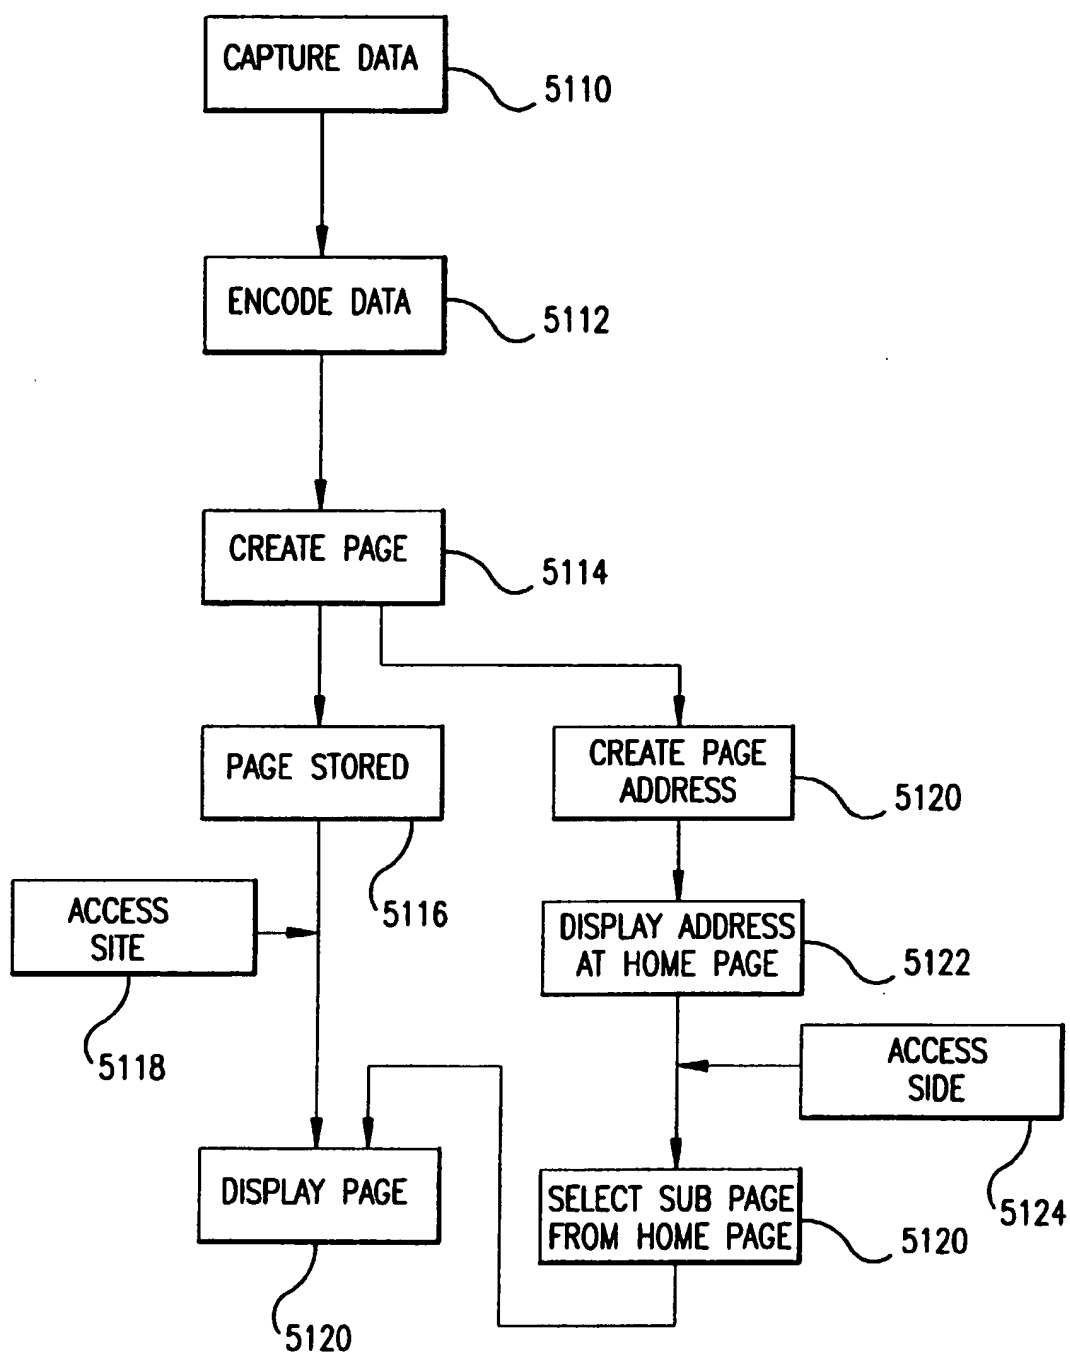 CAPTURE DATA
5110
ENCODE DATA
5112
CREATE PAGE
5114
PAGE STORED
5116
CREATE PAGE
ADDRESS
5120
ACCESS
SITE
5118
DISPLAY ADDRESS
AT HOME PAGE
5122
ACCESS
SIDE
5124
DISPLAY PAGE
5120
SELECT SUB PAGE
FROM HOME PAGE
5120